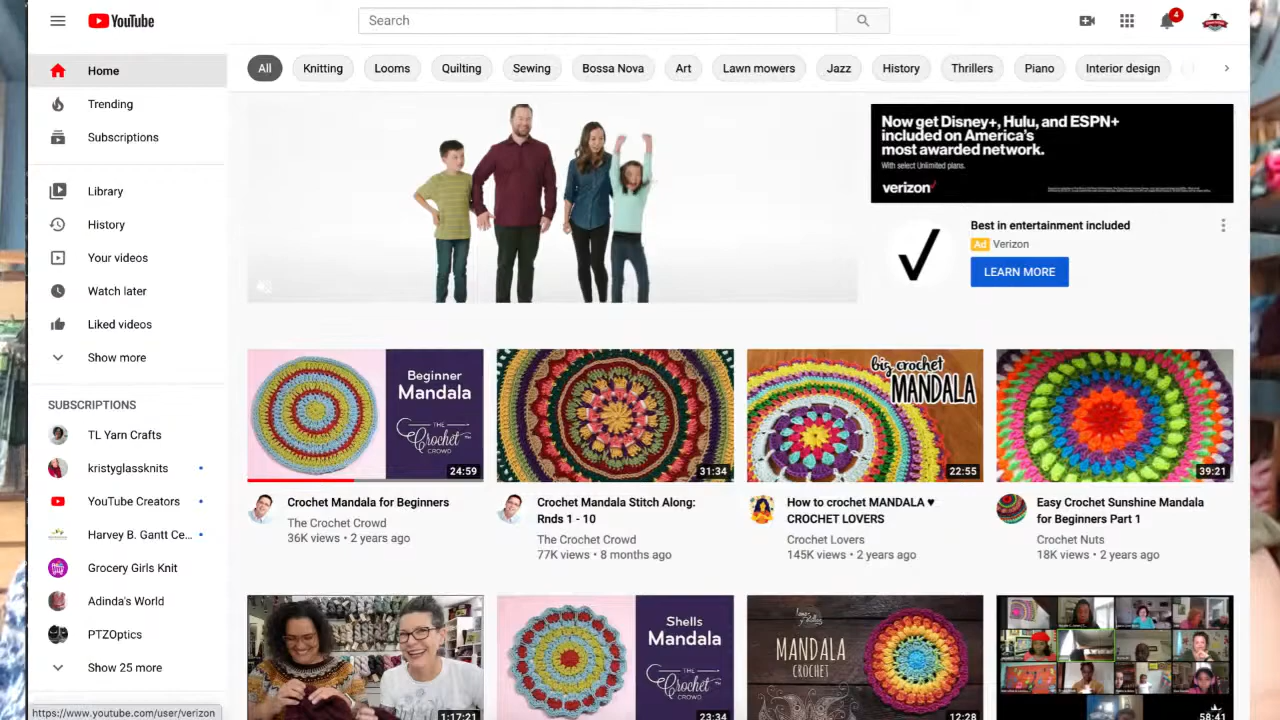 YouTube
Search
4
Home
Trending
Subscriptions
Library
History
Your videos
Watch later
Liked videos
Show more
SUBSCRIPTIONS
TL Yarn Crafts
kristyglassknits
YouTube Creators
Harvey B. Gantt Ce...
Grocery Girls Knit
Adinda's World
PTZOptics
Show 25 more
https://www.youtube.com/user/verizon
All
Knitting
Looms
Quilting
Sewing
Bossa Nova
Art
Lawn mowers
Jazz
History
Thrillers
Piano
Interior design
Now get Disney+, Hulu, and ESPN+
included on America's
most awarded network.
With select Unlimited plans.
verizon
Best in entertainment included
Ad Verizon
LEARN MORE
Beginner
Mandala
THE
Crochet
CROWD
24:59
Crochet Mandala for Beginners
The Crochet Crowd
36K views • 2 years ago
31:34
Crochet Mandala Stitch Along:
Rnds 1 - 10
The Crochet Crowd
77K views • 8 months ago
big crochet
MANDALA
22:55
How to crochet MANDALA ♥
CROCHET LOVERS
Crochet Lovers
145K views • 2 years ago
39:21
Easy Crochet Sunshine Mandala
for Beginners Part 1
Crochet Nuts
18K views • 2 years ago
1:17:21
Shells
Mandala
THE
Crochet
CROWD
23:34
MANDALA
CROCHET
12:28
58:41